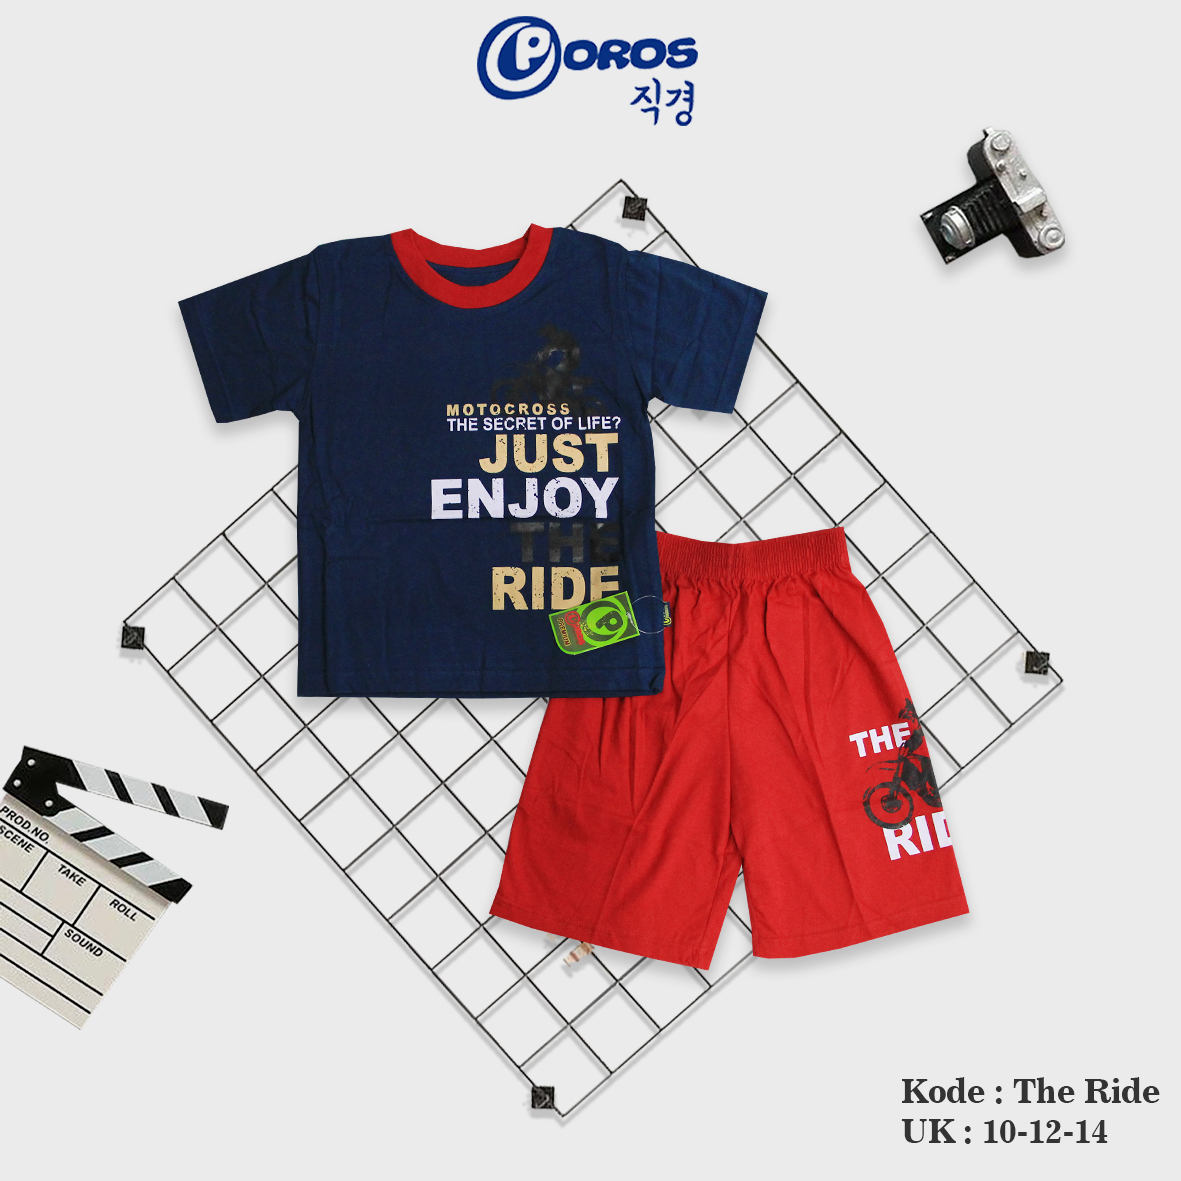 POROS
직경
MOTOCROSS
THE SECRET OF LIFE?
JUST
ENJOY
THE
RIDE
THE
RID
PROD.NO.
SCENE
TAKE
ROLL
SOUND
Kode : The Ride
UK : 10-12-14